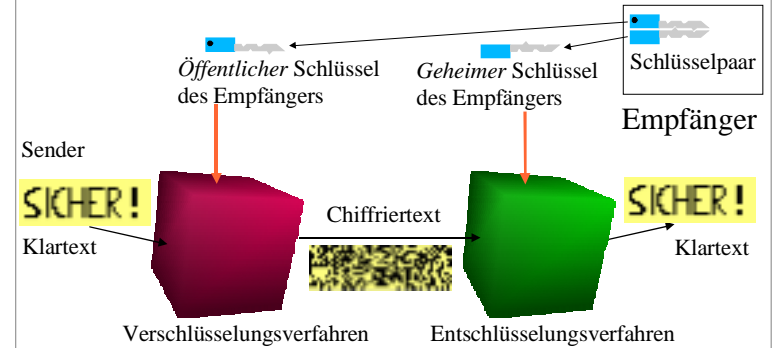 Öffentlicher Schlüssel
des Empfängers
Geheimer Schlüssel
des Empfängers
Schlüsselpaar
Empfänger
Sender
SICHER!
Klartext
Chiffriertext
SICHER!
Klartext
Verschlüsselungsverfahren
Entschlüsselungsverfahren